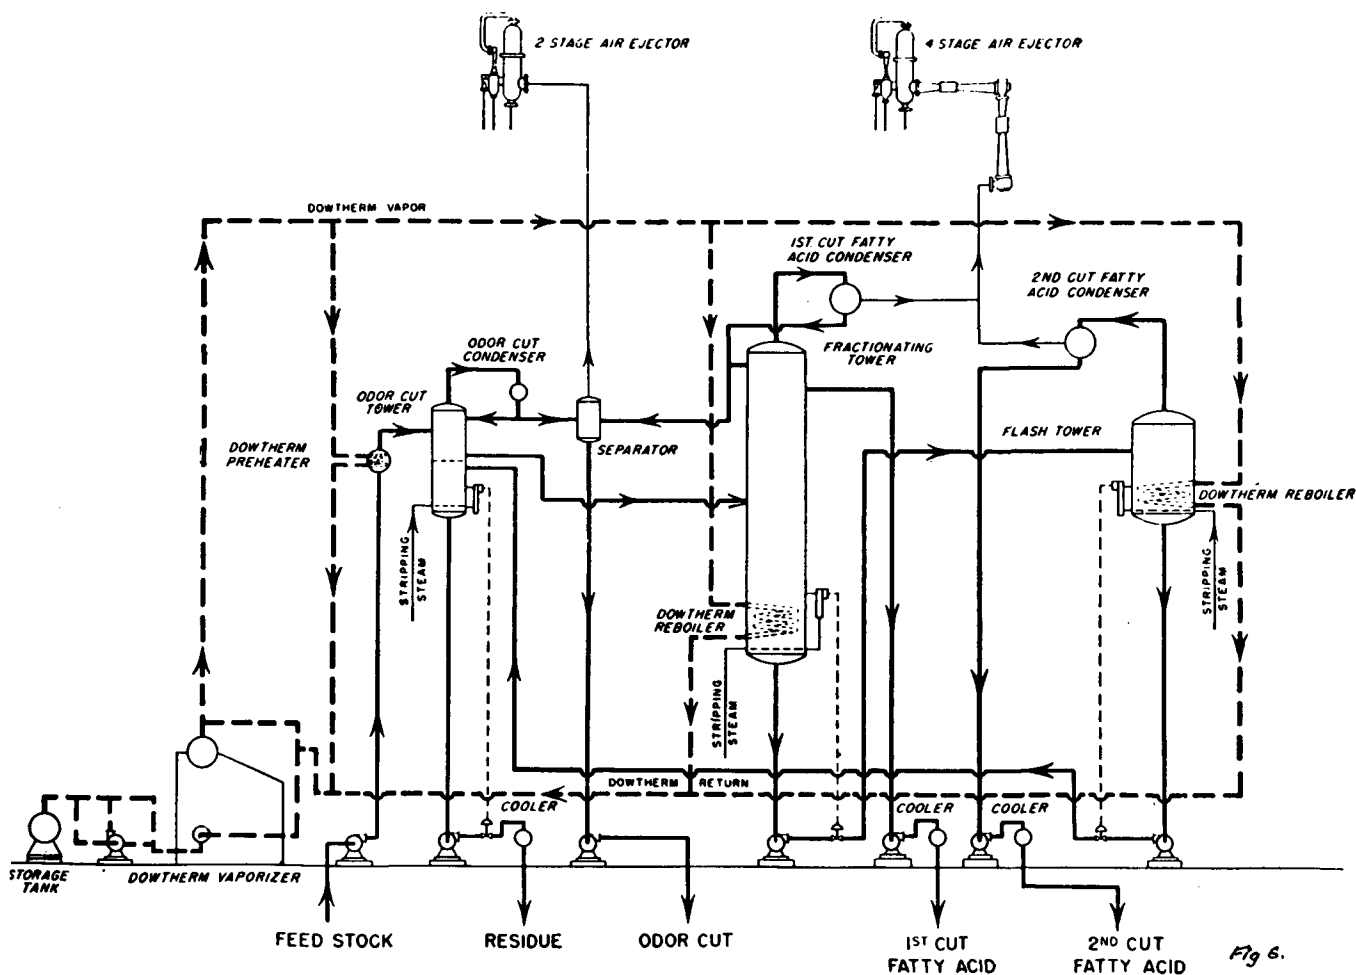 2 STAGE AIR EJECTOR
4 STAGE AIR EJECTOR
DOWTHERM VAPOR
1ST CUT FATTY
ACID CONDENSER
2ND CUT FATTY
ACID CONDENSER
ODOR CUT
CONDENSER
FRACTIONATING
TOWER
ODOR CUT
TOWER
DOWTHERM
PREHEATER
SEPARATOR
FLASH TOWER
DOWTHERM REBOILER
STRIPPING
STEAM
DOWTHERM
REBOILER
STRIPPING
STEAM
STRIPPING
STEAM
DOWTHERM RETURN
COOLER
COOLER
COOLER
STORAGE
TANK
DOWTHERM VAPORIZER
FEED STOCK
RESIDUE
ODOR CUT
1ST CUT
FATTY ACID
2ND CUT
FATTY ACID
Fig 6.